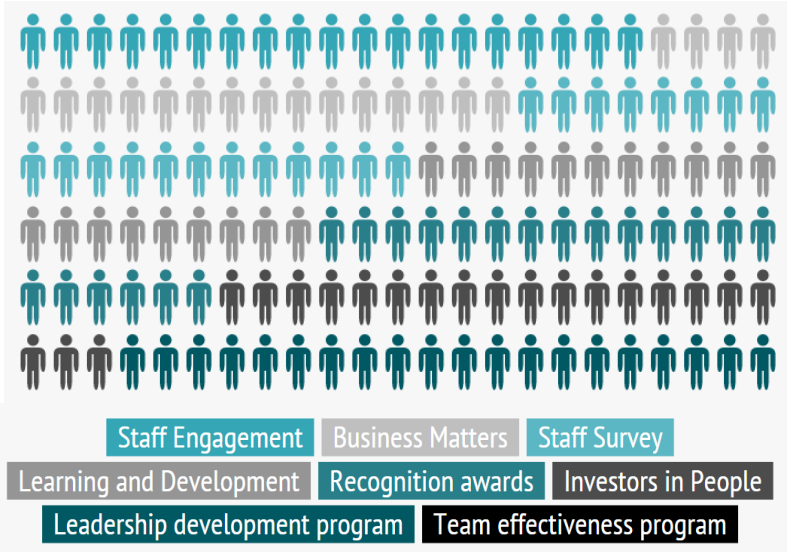 Staff Engagement Business Matters Staff Survey
Learning and Development Recognition awards Investors in People
Leadership development program Team effectiveness program